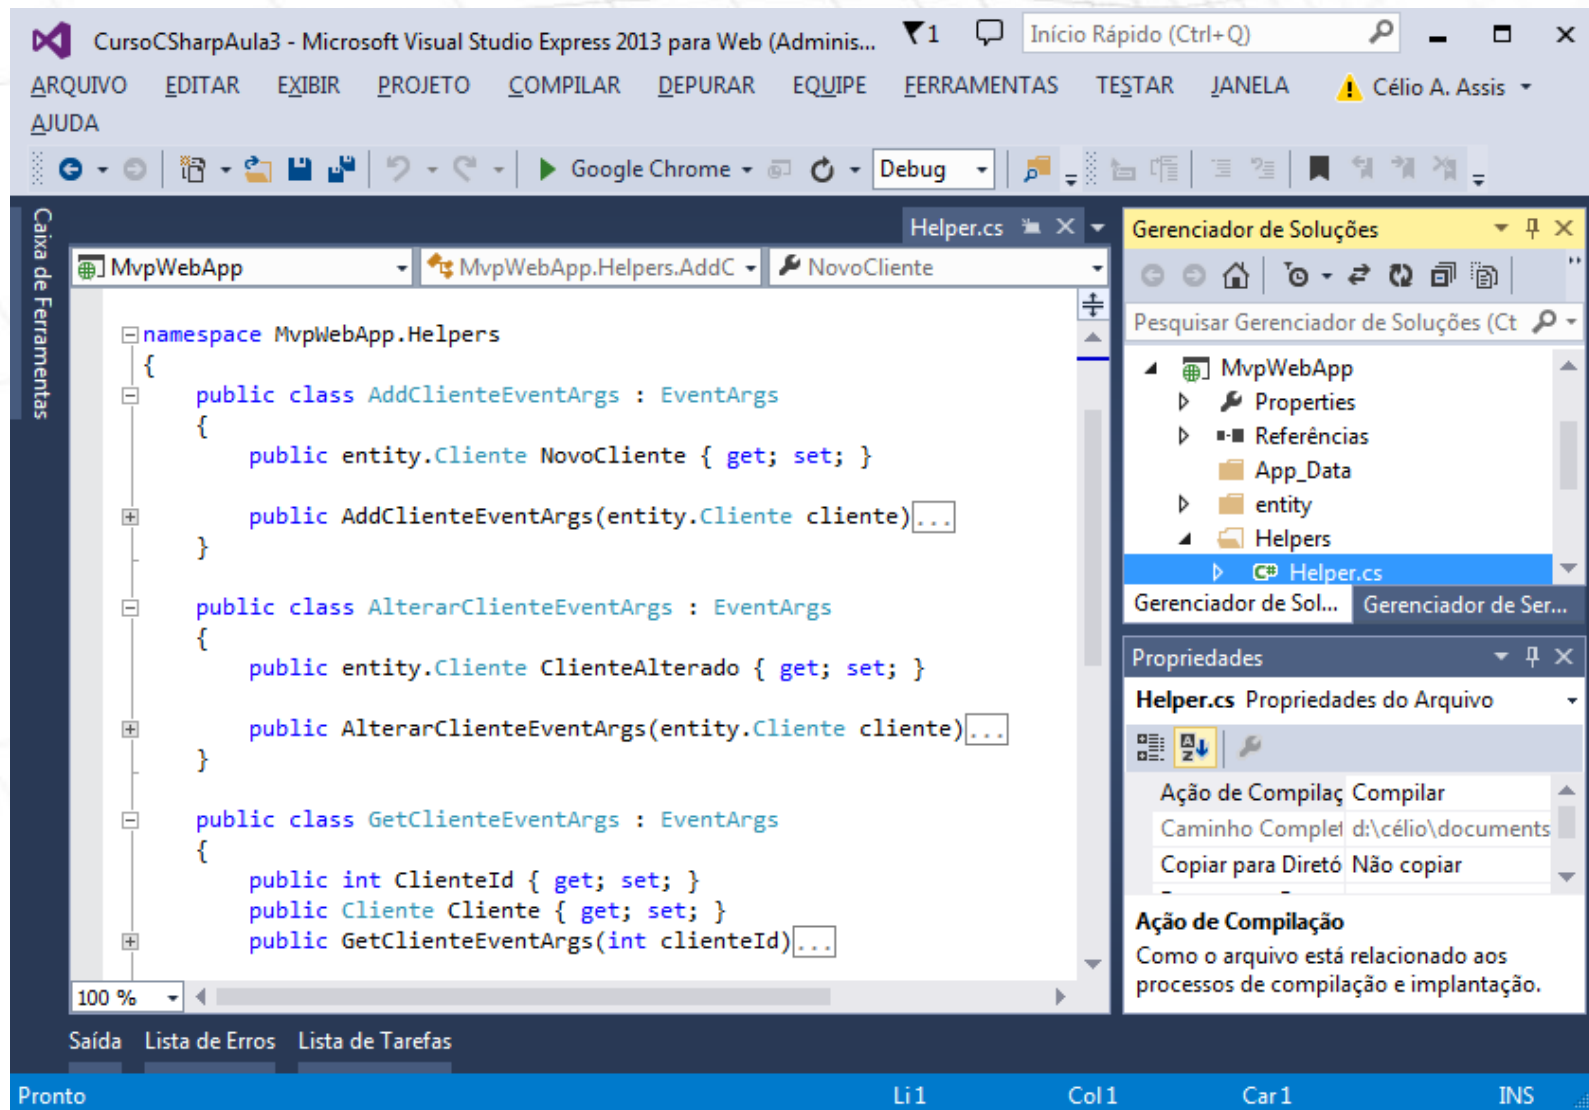 CursoCSharpAula3 - Microsoft Visual Studio Express 2013 para Web (Adminis...
1
Início Rápido (Ctrl+Q)
ARQUIVO EDITAR EXIBIR PROJETO COMPILAR DEPURAR EQUIPE FERRAMENTAS TESTAR JANELA Célio A. Assis
AJUDA
Google Chrome Debug
Caixa de Ferramentas
Helper.cs
MvpWebApp MvpWebApp.Helpers.AddC NovoCliente
namespace MvpWebApp.Helpers
{
public class AddClienteEventArgs : EventArgs
{
public entity.Cliente NovoCliente { get; set; }
public AddClienteEventArgs(entity.Cliente cliente)...
}
public class AlterarClienteEventArgs : EventArgs
{
public entity.Cliente ClienteAlterado { get; set; }
public AlterarClienteEventArgs(entity.Cliente cliente)...
}
public class GetClienteEventArgs : EventArgs
{
public int ClienteId { get; set; }
public Cliente Cliente { get; set; }
public GetClienteEventArgs(int clienteId)...
100 %
Gerenciador de Soluções
Pesquisar Gerenciador de Soluções (Ct
MvpWebApp
Properties
Referências
App_Data
entity
Helpers
C# Helper.cs
Gerenciador de Sol... Gerenciador de Ser...
Propriedades
Helper.cs Propriedades do Arquivo
Ação de Compilaç Compilar
Caminho Complet d:\célio\documents
Copiar para Diretó Não copiar
Ação de Compilação
Como o arquivo está relacionado aos
processos de compilação e implantação.
Saída Lista de Erros Lista de Tarefas
Pronto Li 1 Col 1 Car 1 INS